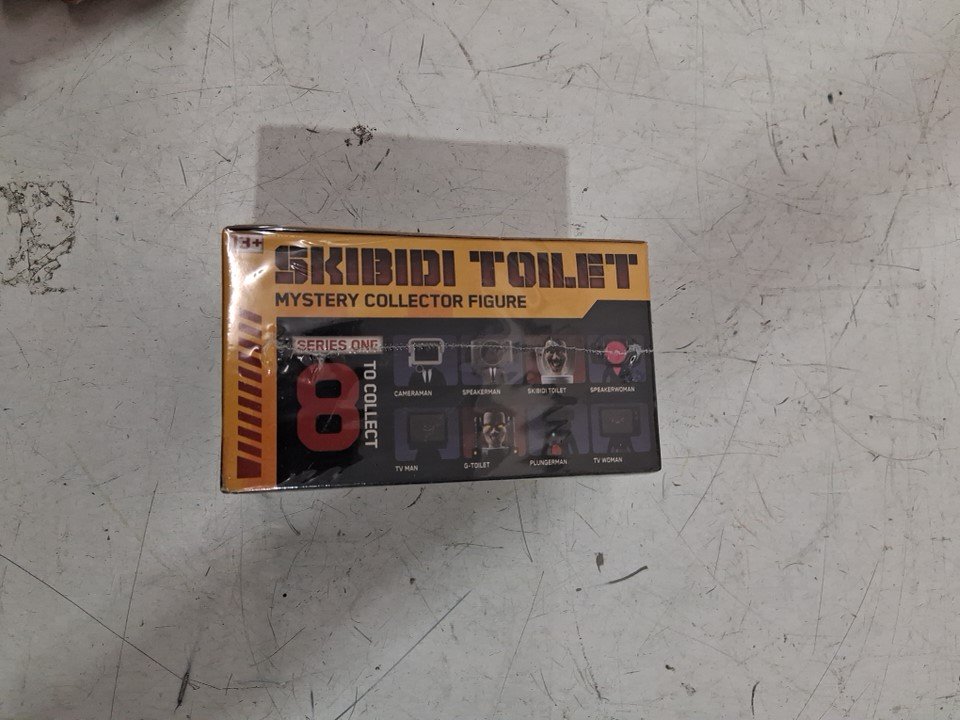 3+
SKIBIDI TOILET
MYSTERY COLLECTOR FIGURE
SERIES ONE
8
TO COLLECT
CAMERAMAN
SPEAKERMAN
SKIBIDI TOILET
SPEAKERWOMAN
TV MAN
G-TOILET
PLUNGERMAN
TV WOMAN